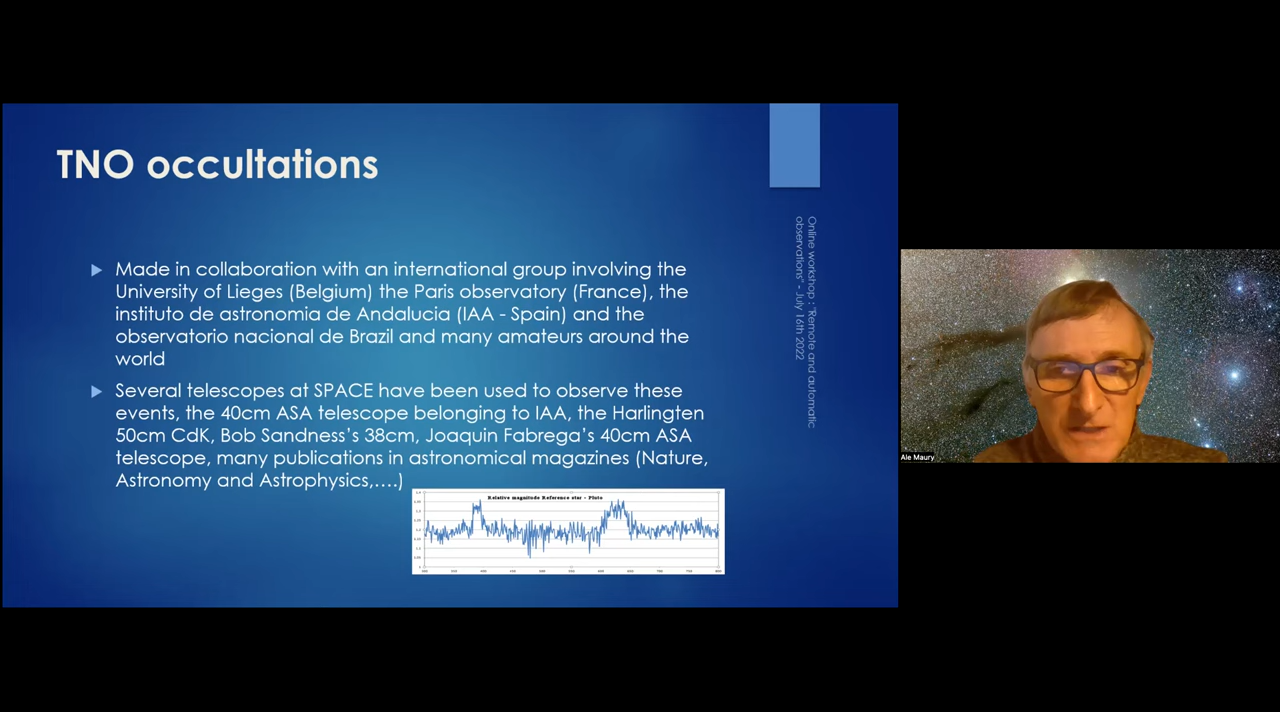 TNO occultations
Made in collaboration with an international group involving the
University of Lieges (Belgium) the Paris observatory (France), the
instituto de astronomia de Andalucia (IAA - Spain) and the
observatorio nacional de Brazil and many amateurs around the
world
Several telescopes at SPACE have been used to observe these
events, the 40cm ASA telescope belonging to IAA, the Harlingten
50cm CdK, Bob Sandness's 38cm, Joaquin Fabrega's 40cm ASA
telescope, many publications in astronomical magazines (Nature,
Astronomy and Astrophysics,....)
Relative magnitude Reference star - Pluto
Online workshop : "Remote and automatic
observations" - July 16th 2022
Ale Maury